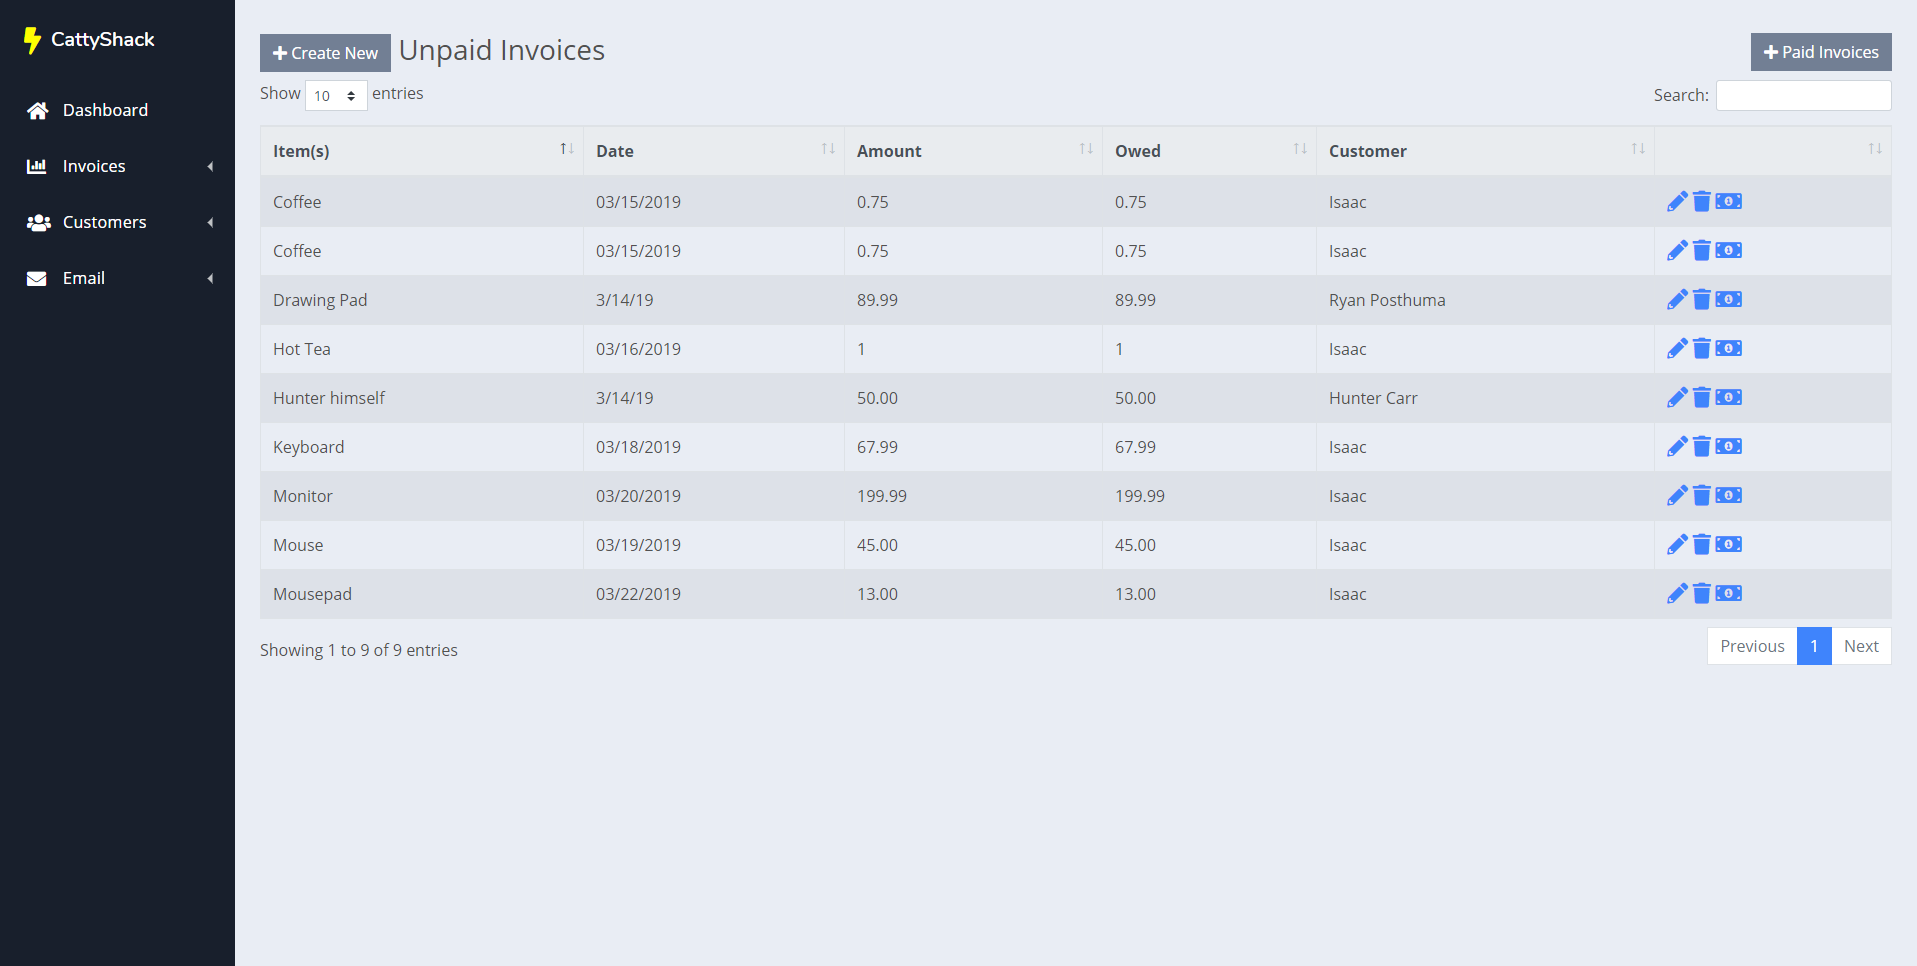 CattyShack
Dashboard
Invoices
Customers
Email
Create New Unpaid Invoices
Paid Invoices
Show 10 entries
Search:
Item(s) Date Amount Owed Customer
Coffee 03/15/2019 0.75 0.75 Isaac
Coffee 03/15/2019 0.75 0.75 Isaac
Drawing Pad 3/14/19 89.99 89.99 Ryan Posthuma
Hot Tea 03/16/2019 1 1 Isaac
Hunter himself 3/14/19 50.00 50.00 Hunter Carr
Keyboard 03/18/2019 67.99 67.99 Isaac
Monitor 03/20/2019 199.99 199.99 Isaac
Mouse 03/19/2019 45.00 45.00 Isaac
Mousepad 03/22/2019 13.00 13.00 Isaac
Showing 1 to 9 of 9 entries
Previous 1 Next